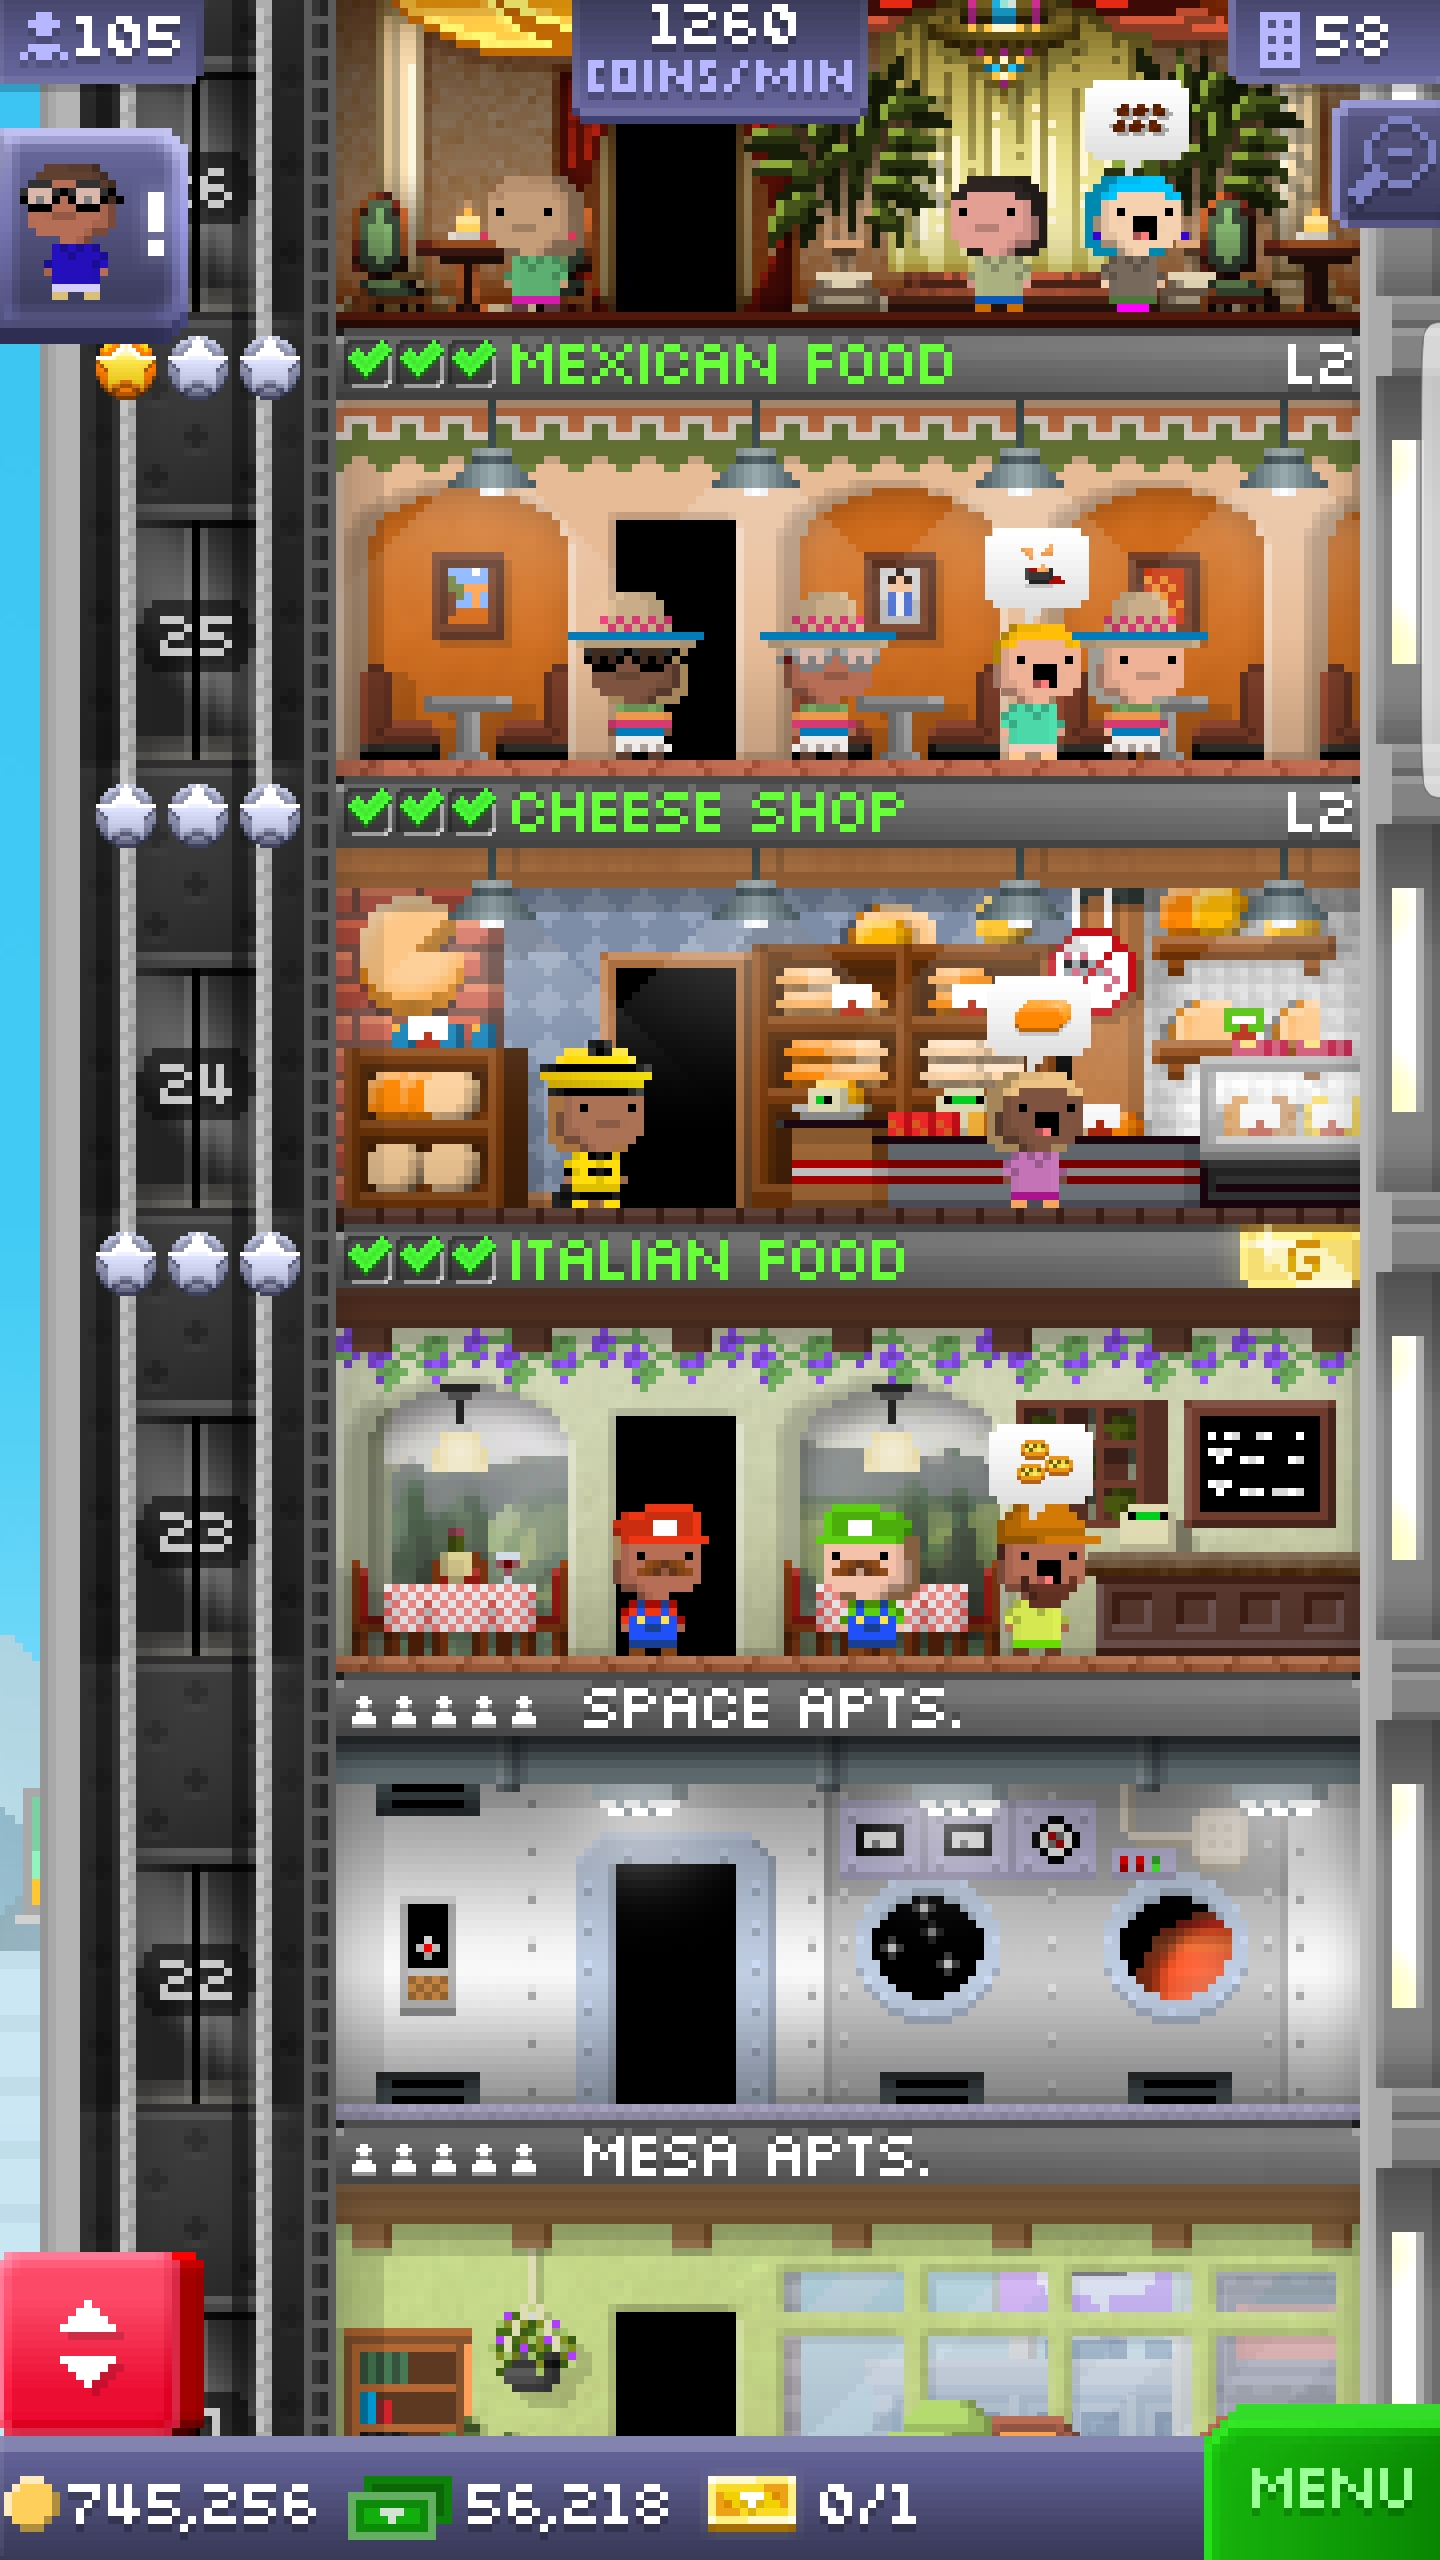 105
1260
COINS/MIN
58
!
6
MEXICAN FOOD
L2
25
CHEESE SHOP
L2
24
ITALIAN FOOD
G
23
SPACE APTS.
22
MESA APTS.
745,256
56,218
0/1
MENU